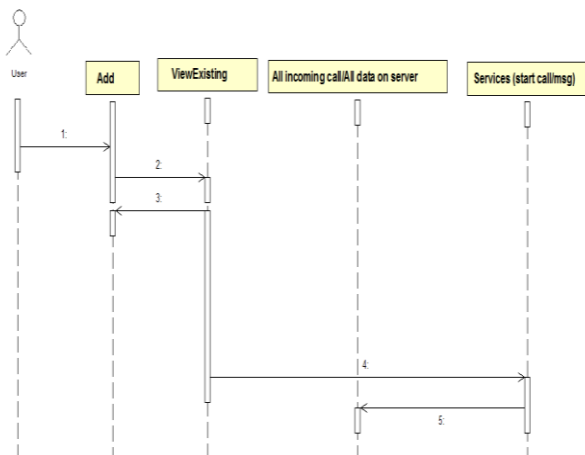 User
Add
ViewExisting
All incoming call/All data on server
Services (start call/msg)
1:
2:
3:
4:
5: